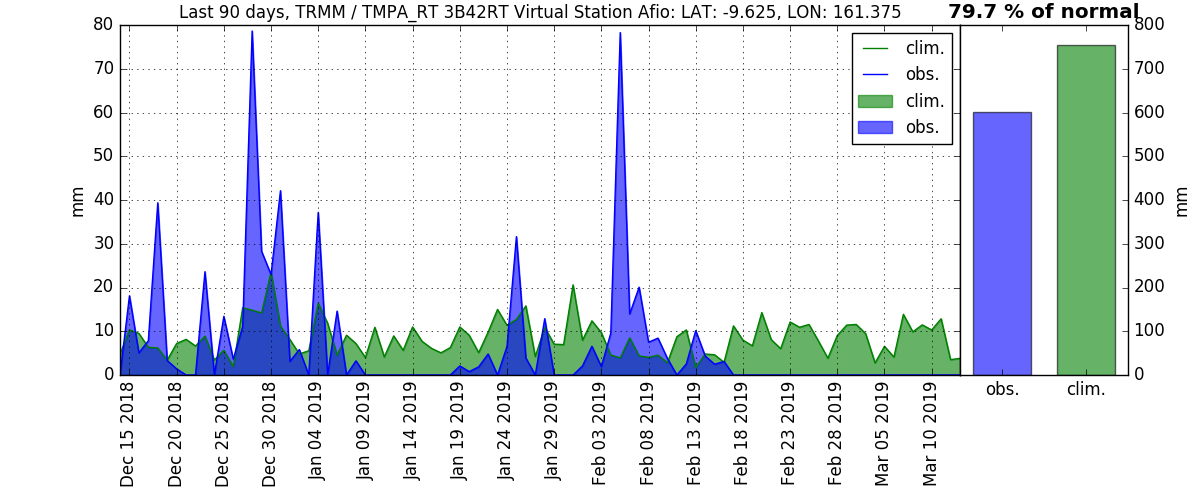 Last 90 days, TRMM / TMPA_RT 3B42RT Virtual Station Afio: LAT: -9.625, LON: 161.375
79.7 % of normal
clim.
obs.
clim.
obs.
mm
80
70
60
50
40
30
20
10
0
Dec 15 2018
Dec 20 2018
Dec 25 2018
Dec 30 2018
Jan 04 2019
Jan 09 2019
Jan 14 2019
Jan 19 2019
Jan 24 2019
Jan 29 2019
Feb 03 2019
Feb 08 2019
Feb 13 2019
Feb 18 2019
Feb 23 2019
Feb 28 2019
Mar 05 2019
Mar 10 2019
800
700
600
500
400
300
200
100
0
mm
obs.
clim.